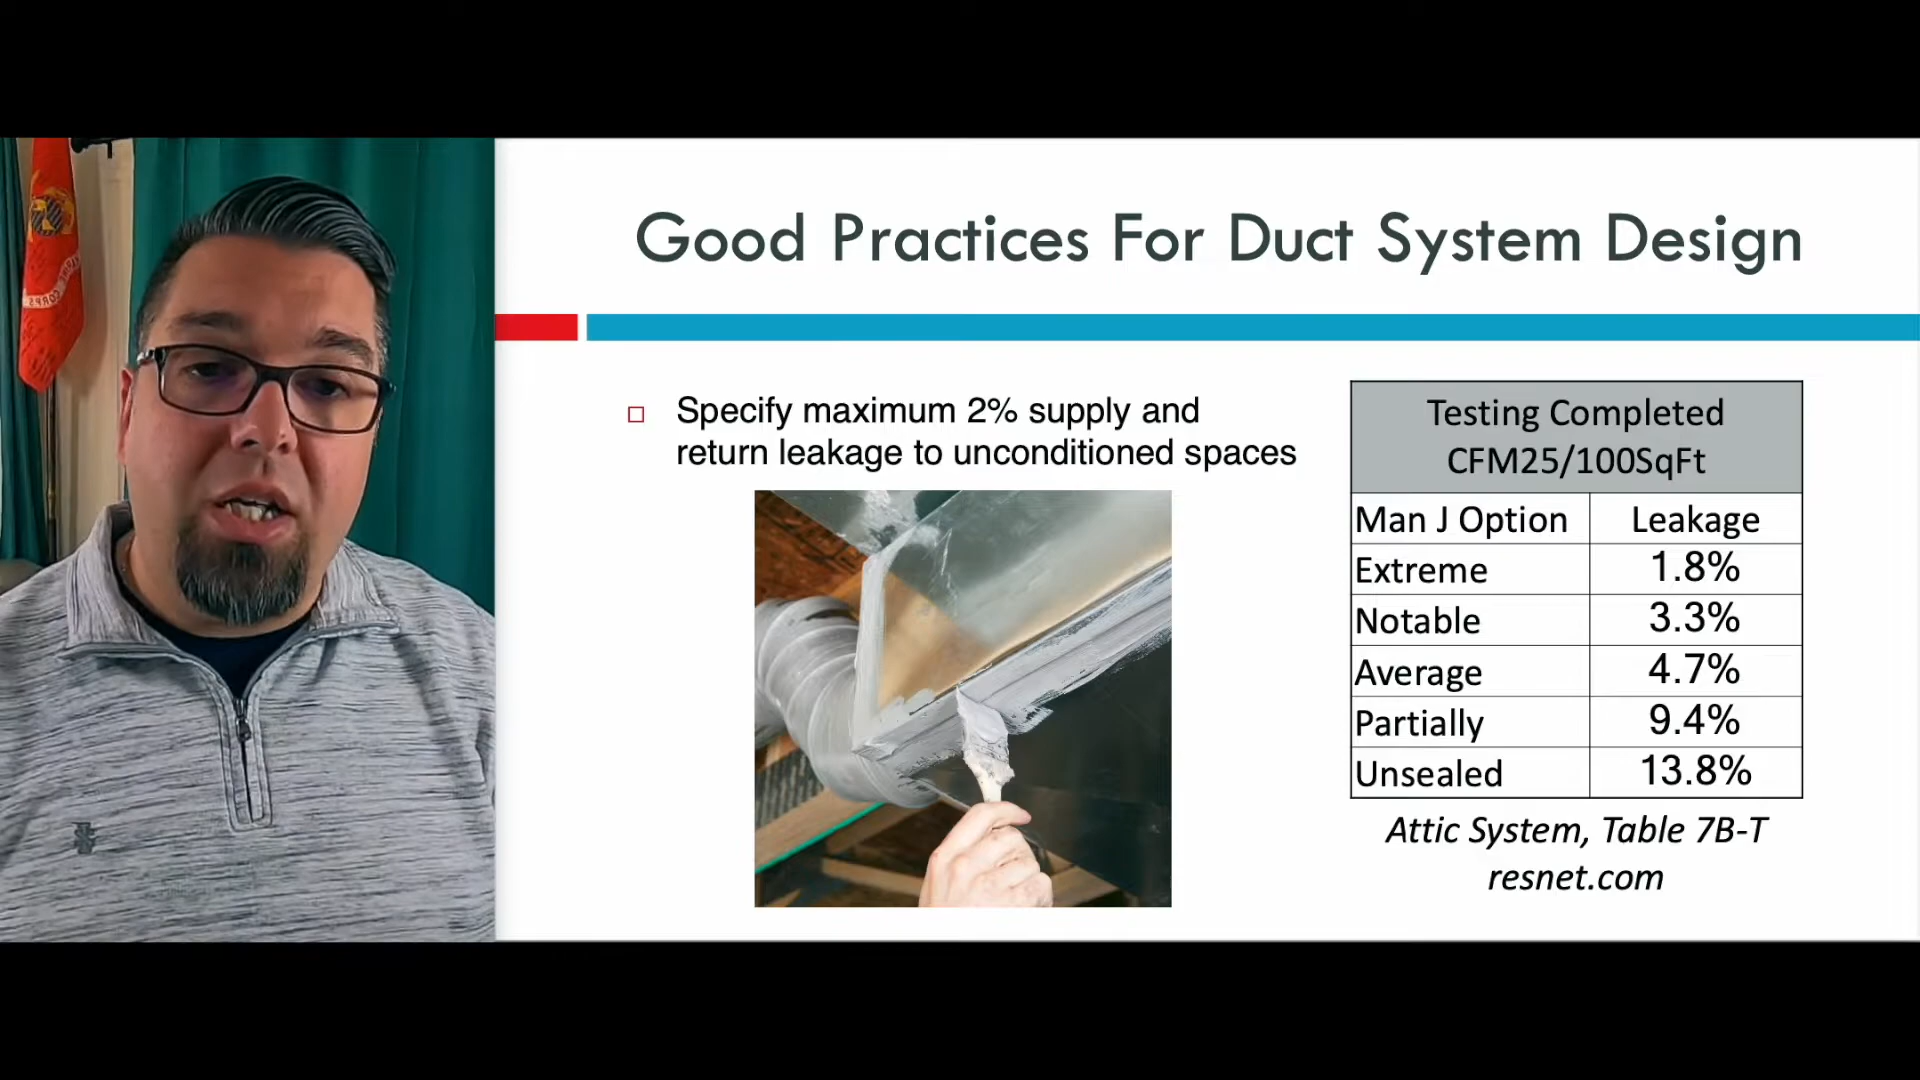 Good Practices For Duct System Design
Specify maximum 2% supply and
return leakage to unconditioned spaces
Testing Completed
CFM25/100SqFt
Man J Option Leakage
Extreme 1.8%
Notable 3.3%
Average 4.7%
Partially 9.4%
Unsealed 13.8%
Attic System, Table 7B-T
resnet.com